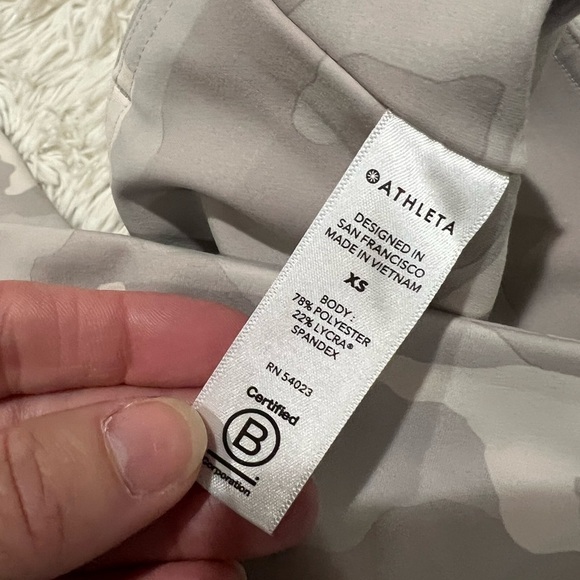 ATHLETA
DESIGNED IN
SAN FRANCISCO
MADE IN VIETNAM
XS
BODY :
78% POLYESTER
22% LYCRA®
SPANDEX
RN 54023
Certified
B
Corporation